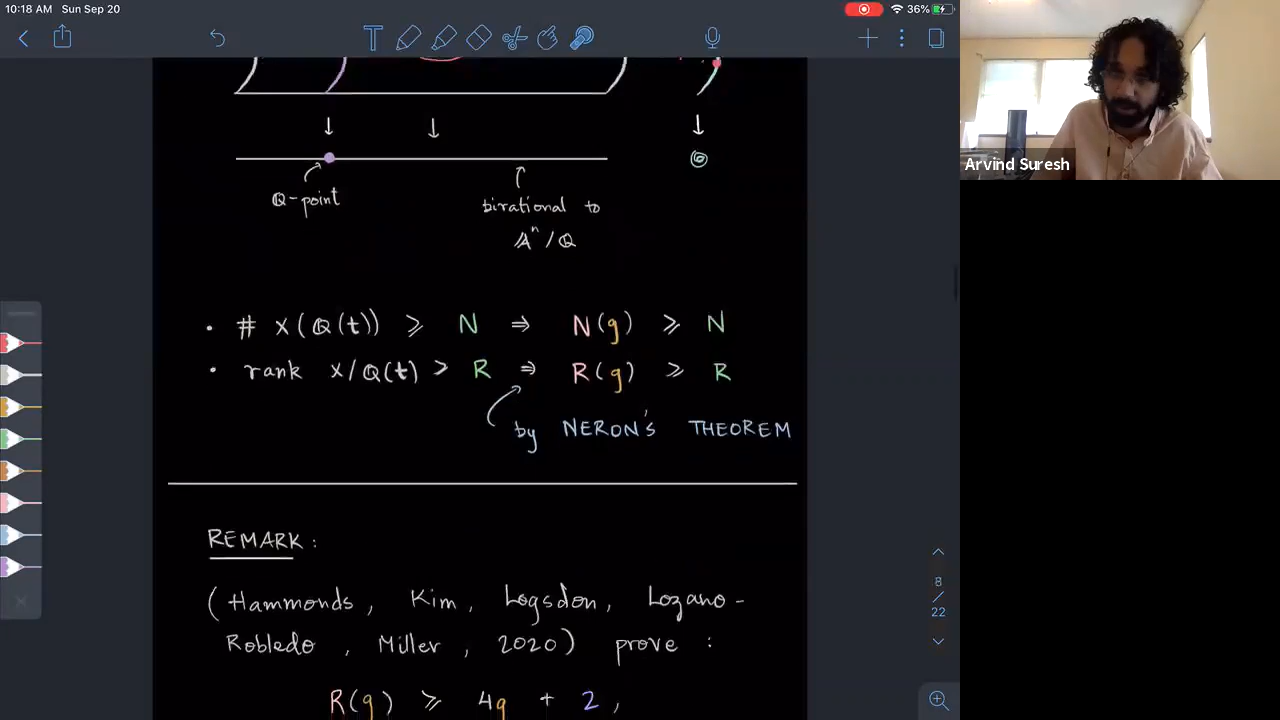 10:18 AM Sun Sep 20
36%
T
Arvind Suresh
Q-point
birational to
𝔸ⁿ/ℚ
• # X(ℚ(t)) ⩾ N ⇒ N(g) ⩾ N
• rank X/ℚ(t) > R ⇒ R(g) ⩾ R
by NERON'S THEOREM
REMARK:
(Hammonds, Kim, Logsdon, Lozano-
Robledo, Miller, 2020) prove:
R(g) ⩾ 4g + 2,
8
/
22